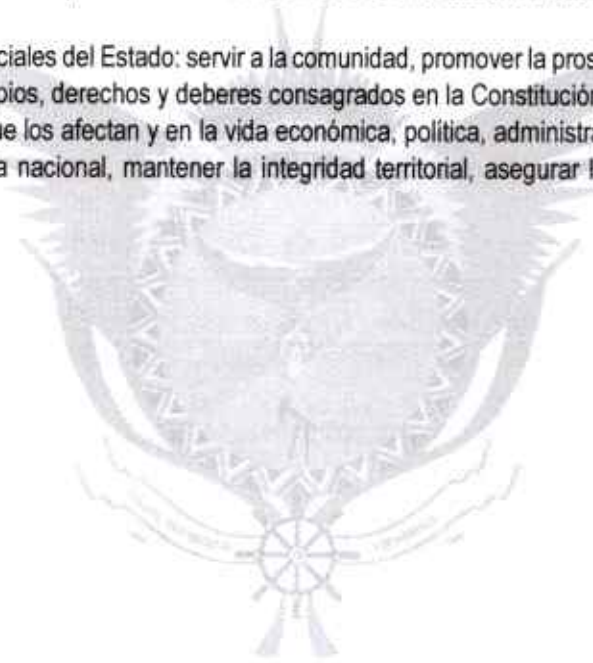 ciales del Estado: servir a la comunidad, promover la pros
pios, derechos y deberes consagrados en la Constitución
ue los afectan y en la vida económica, política, administra
a nacional, mantener la integridad territorial, asegurar l